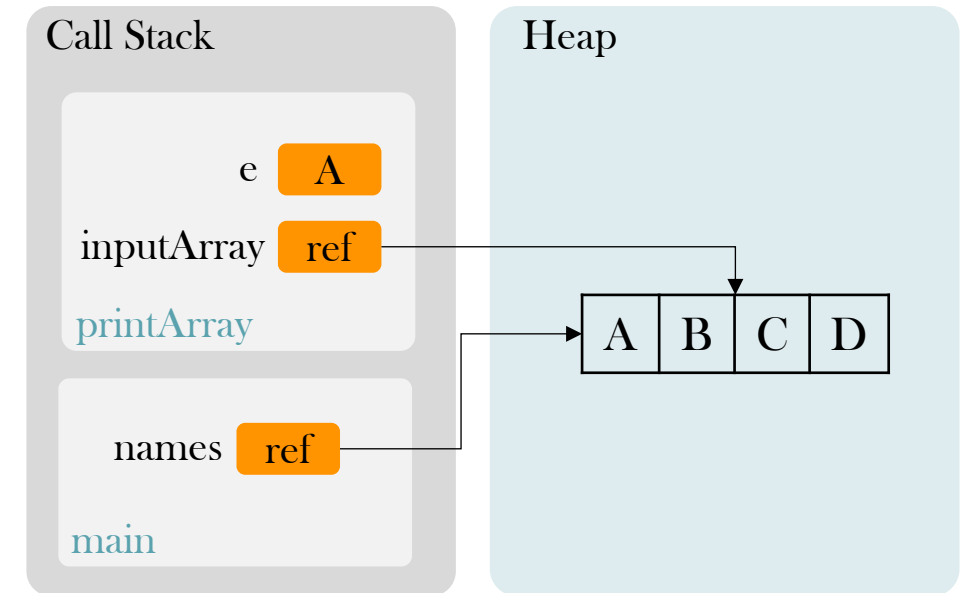 Call Stack
e A
inputArray ref
printArray
names ref
main
Heap
A B C D